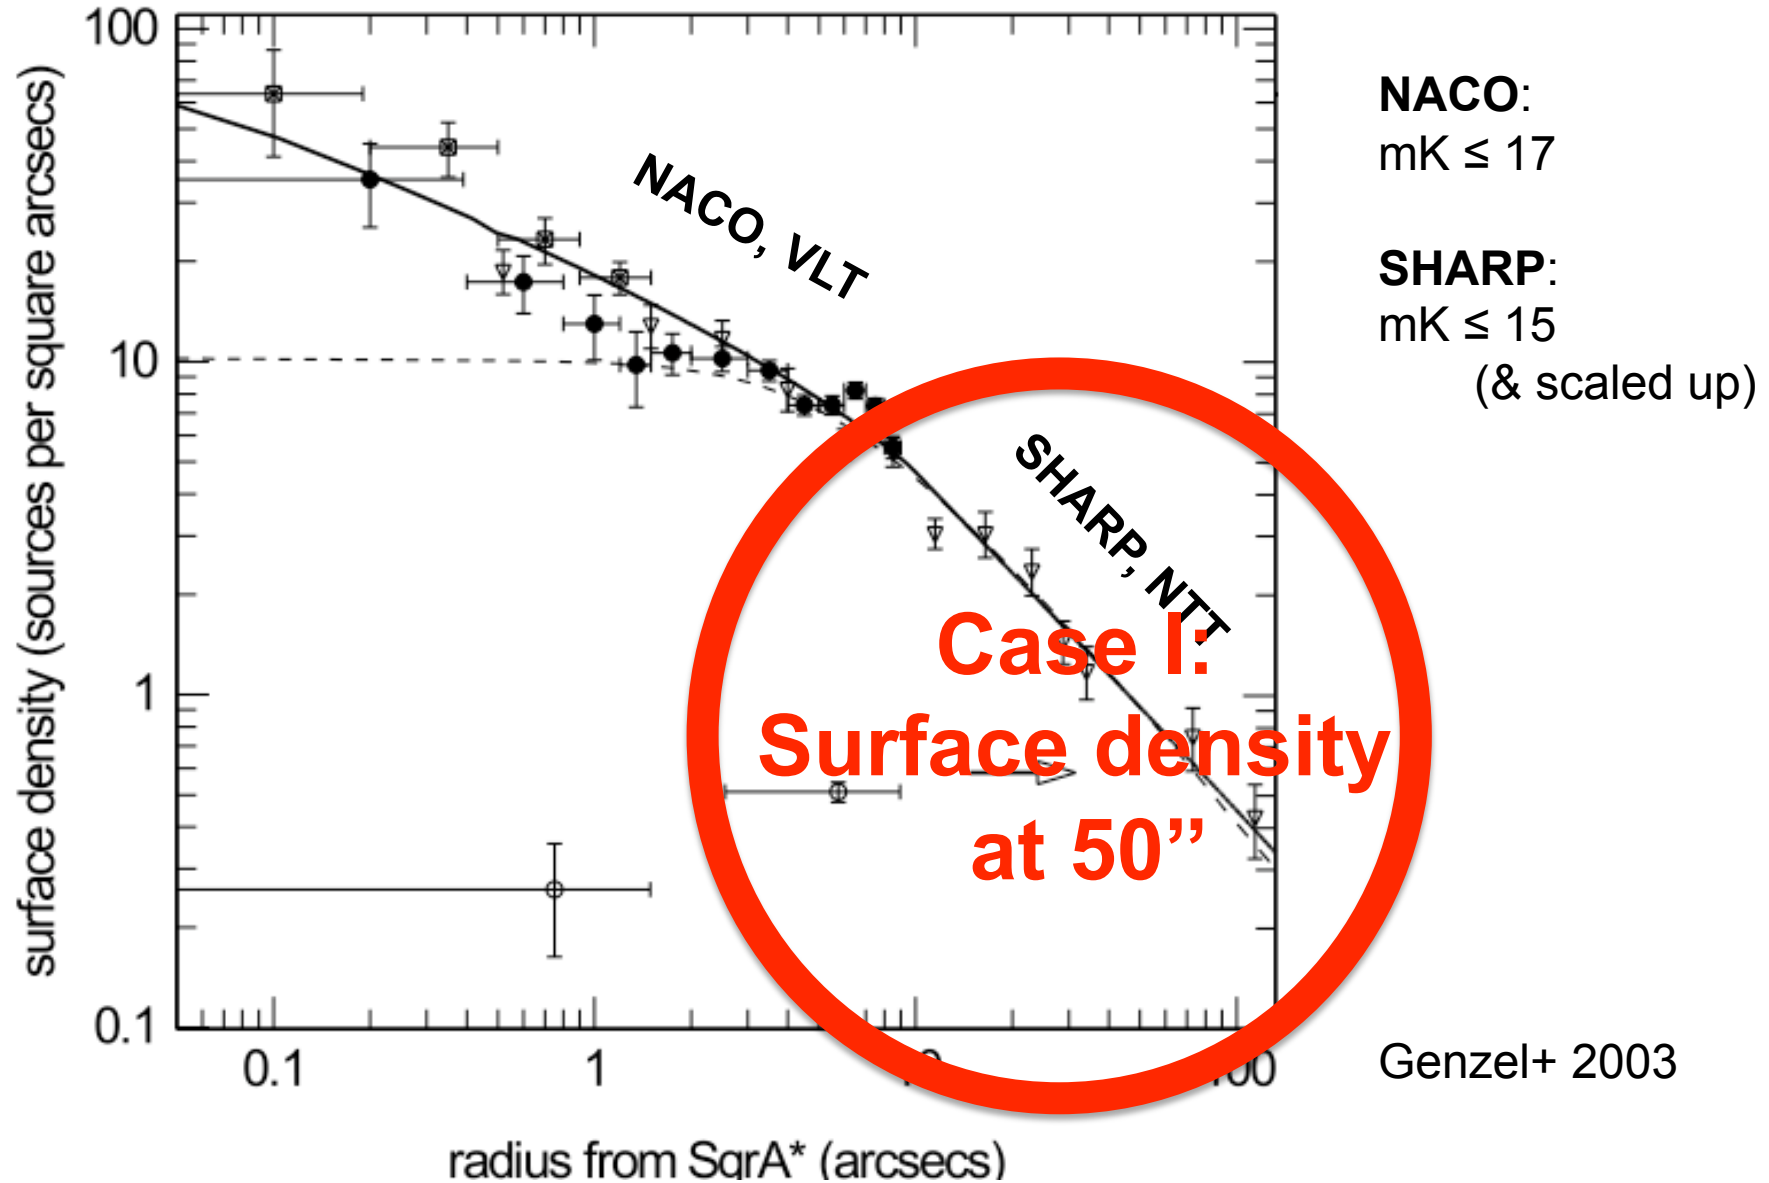 100
10
1
0.1
surface density (sources per square arcsecs)
0.1
1
radius from SgrA* (arcsecs)
NACO, VLT
SHARP, NTT
Case I:
Surface density
at 50”
NACO:
mK ≤ 17
SHARP:
mK ≤ 15
(& scaled up)
Genzel+ 2003